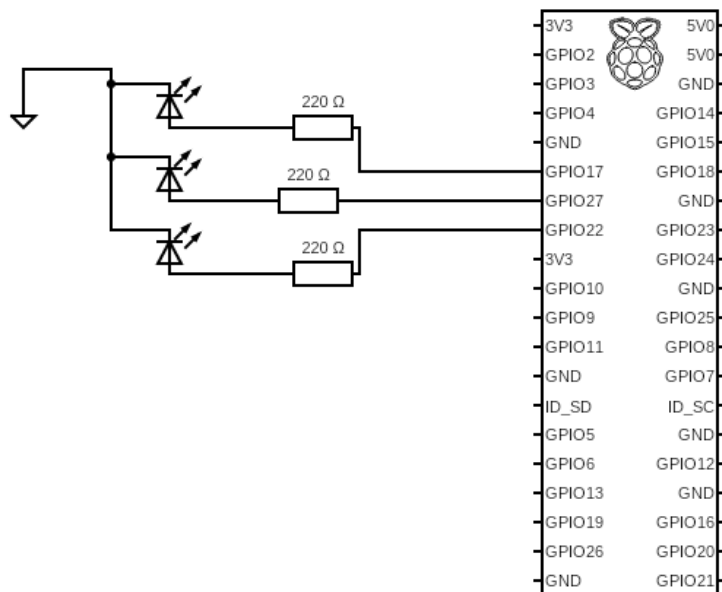 220 Ω
220 Ω
220 Ω
3V3 5V0
GPIO2 5V0
GPIO3 GND
GPIO4 GPIO14
GND GPIO15
GPIO17 GPIO18
GPIO27 GND
GPIO22 GPIO23
3V3 GPIO24
GPIO10 GND
GPIO9 GPIO25
GPIO11 GPIO8
GND GPIO7
ID_SD ID_SC
GPIO5 GND
GPIO6 GPIO12
GPIO13 GND
GPIO19 GPIO16
GPIO26 GPIO20
GND GPIO21